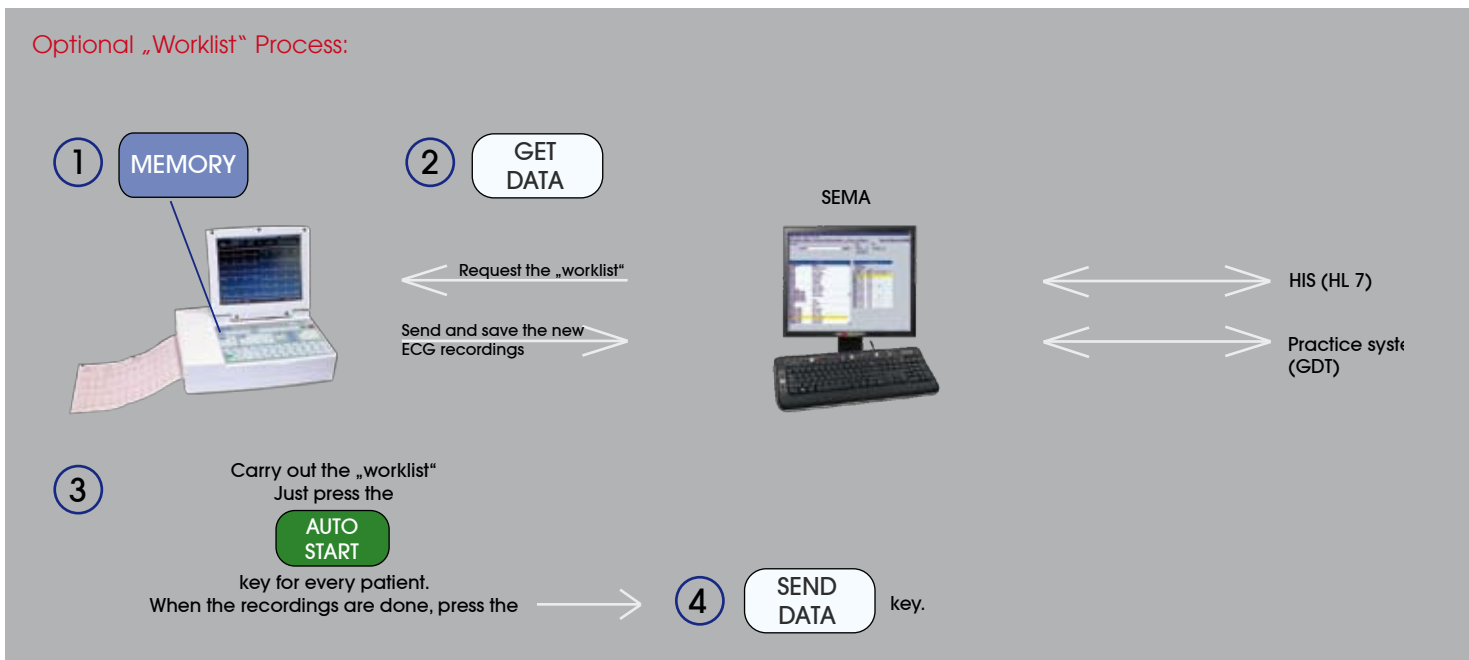 Optional „Worklist“ Process:
1
MEMORY
2
GET
DATA
SEMA
Request the „worklist“
Send and save the new
ECG recordings
HIS (HL 7)
Practice syste
(GDT)
3
Carry out the „worklist“
Just press the
AUTO
START
key for every patient.
When the recordings are done, press the
4
SEND
DATA
key.